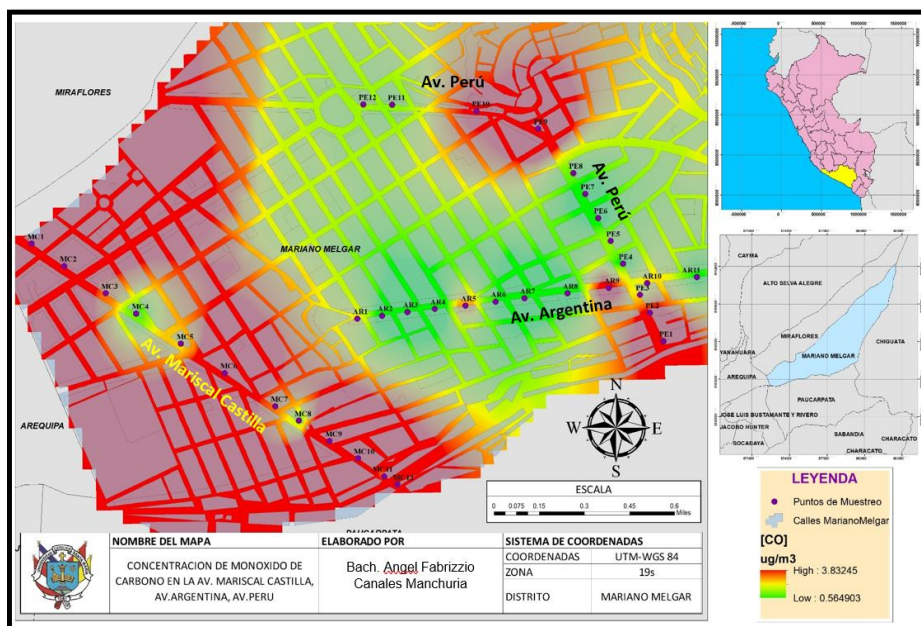 MIRAFLORES
Av. Perú
PE12
PE11
PE10
PE9
PE8
PE7
Av. Perú
PE6
PE5
PE4
MC1
MC2
MC3
MC4
MC5
MC6
MC7
MC8
MC9
MC10
MC11
MARIANO MELGAR
AR1
AR2
AR3
AR4
AR5
AR6
AR7
AR8
AR9
AR10
AR11
PE3
PE2
PE1
Av. Argentina
Av. Mariscal Castilla
AREQUIPA
N
W
E
S
ESCALA
0 0.075 0.15 0.3 0.45 0.6
Miles
NOMBRE DEL MAPA
CONCENTRACION DE MONOXIDO DE
CARBONO EN LA AV. MARISCAL CASTILLA,
AV.ARGENTINA, AV.PERU
ELABORADO POR
Bach. Angel Fabrizzio
Canales Manchuria
SISTEMA DE COORDENADAS
COORDENADAS UTM-WGS 84
ZONA 19s
DISTRITO MARIANO MELGAR
CAYMA
ALTO SELVA ALEGRE
MIRAFLORES
CHIGUATA
YANAHUARA
MARIANO MELGAR
AREQUIPA
PAUCARPATA
JOSE LUIS BUSTAMANTE Y RIVERO
JACOBO HUNTER
SABANDIA
CHARACATO
SOCABAYA
CHARACATO
LEYENDA
Puntos de Muestreo
Calles MarianoMelgar
[CO]
ug/m3
High : 3.83245
Low : 0.564903